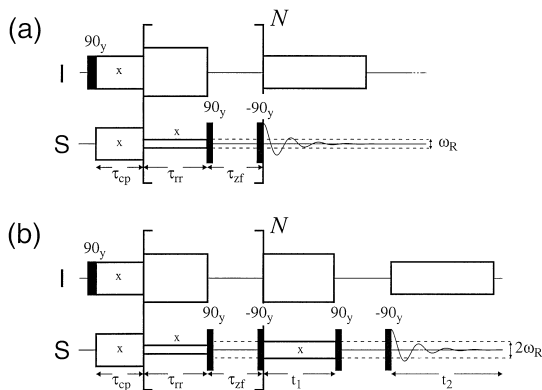 (a)
N
90y
I
x
90y
-90y
S
x
x
ωR
τcp
τrr
τzf
(b)
N
90y
I
x
90y
-90y
90y
-90y
S
x
x
x
2ωR
τcp
τrr
τzf
t1
t2